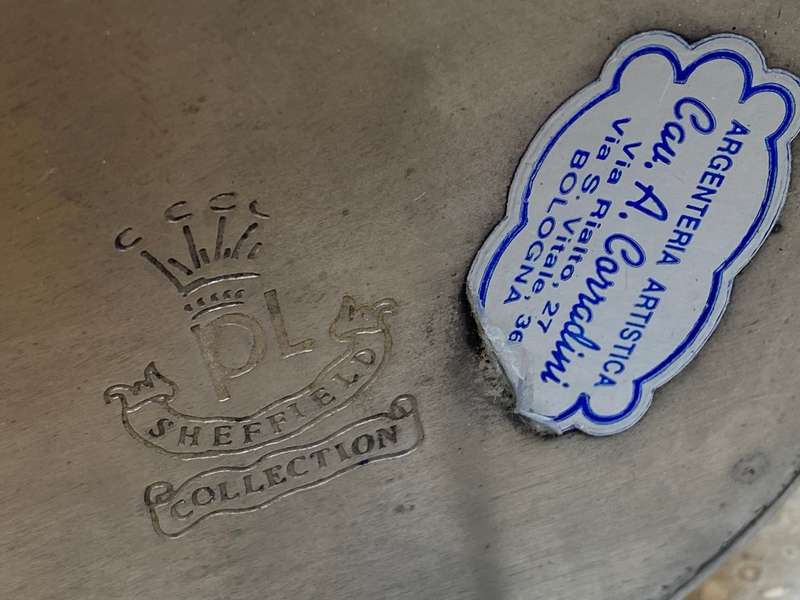 PL
SHEFFIELD
COLLECTION
ARGENTERIA ARTISTICA
Cav. A. Corradini
Via Rialto, 27
Via S. Vitale, 36
BOLOGNA